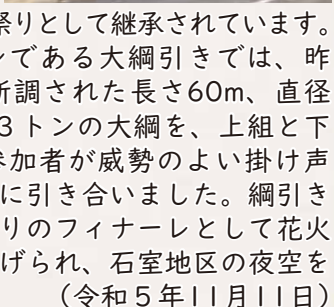 祭りとして継承されています。
ンである大綱引きでは、昨
新調された長さ60m、直径
3トンの大綱を、上組と下
参加者が威勢のよい掛け声
に引き合いました。綱引き
りのフィナーレとして花火
げられ、石室地区の夜空を
(令和5年11月11日)